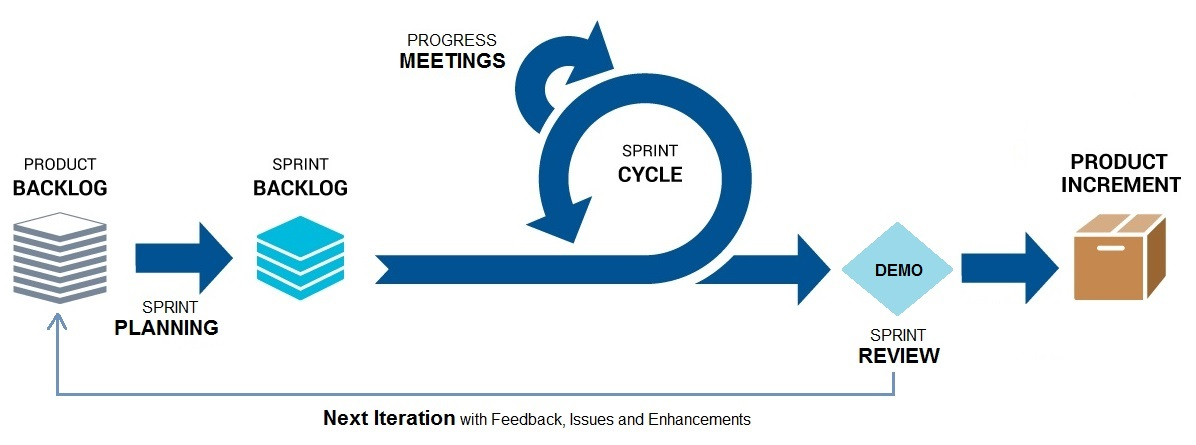 PROGRESS
MEETINGS
PRODUCT
BACKLOG
SPRINT
PLANNING
SPRINT
BACKLOG
SPRINT
CYCLE
DEMO
SPRINT
REVIEW
PRODUCT
INCREMENT
Next Iteration with Feedback, Issues and Enhancements